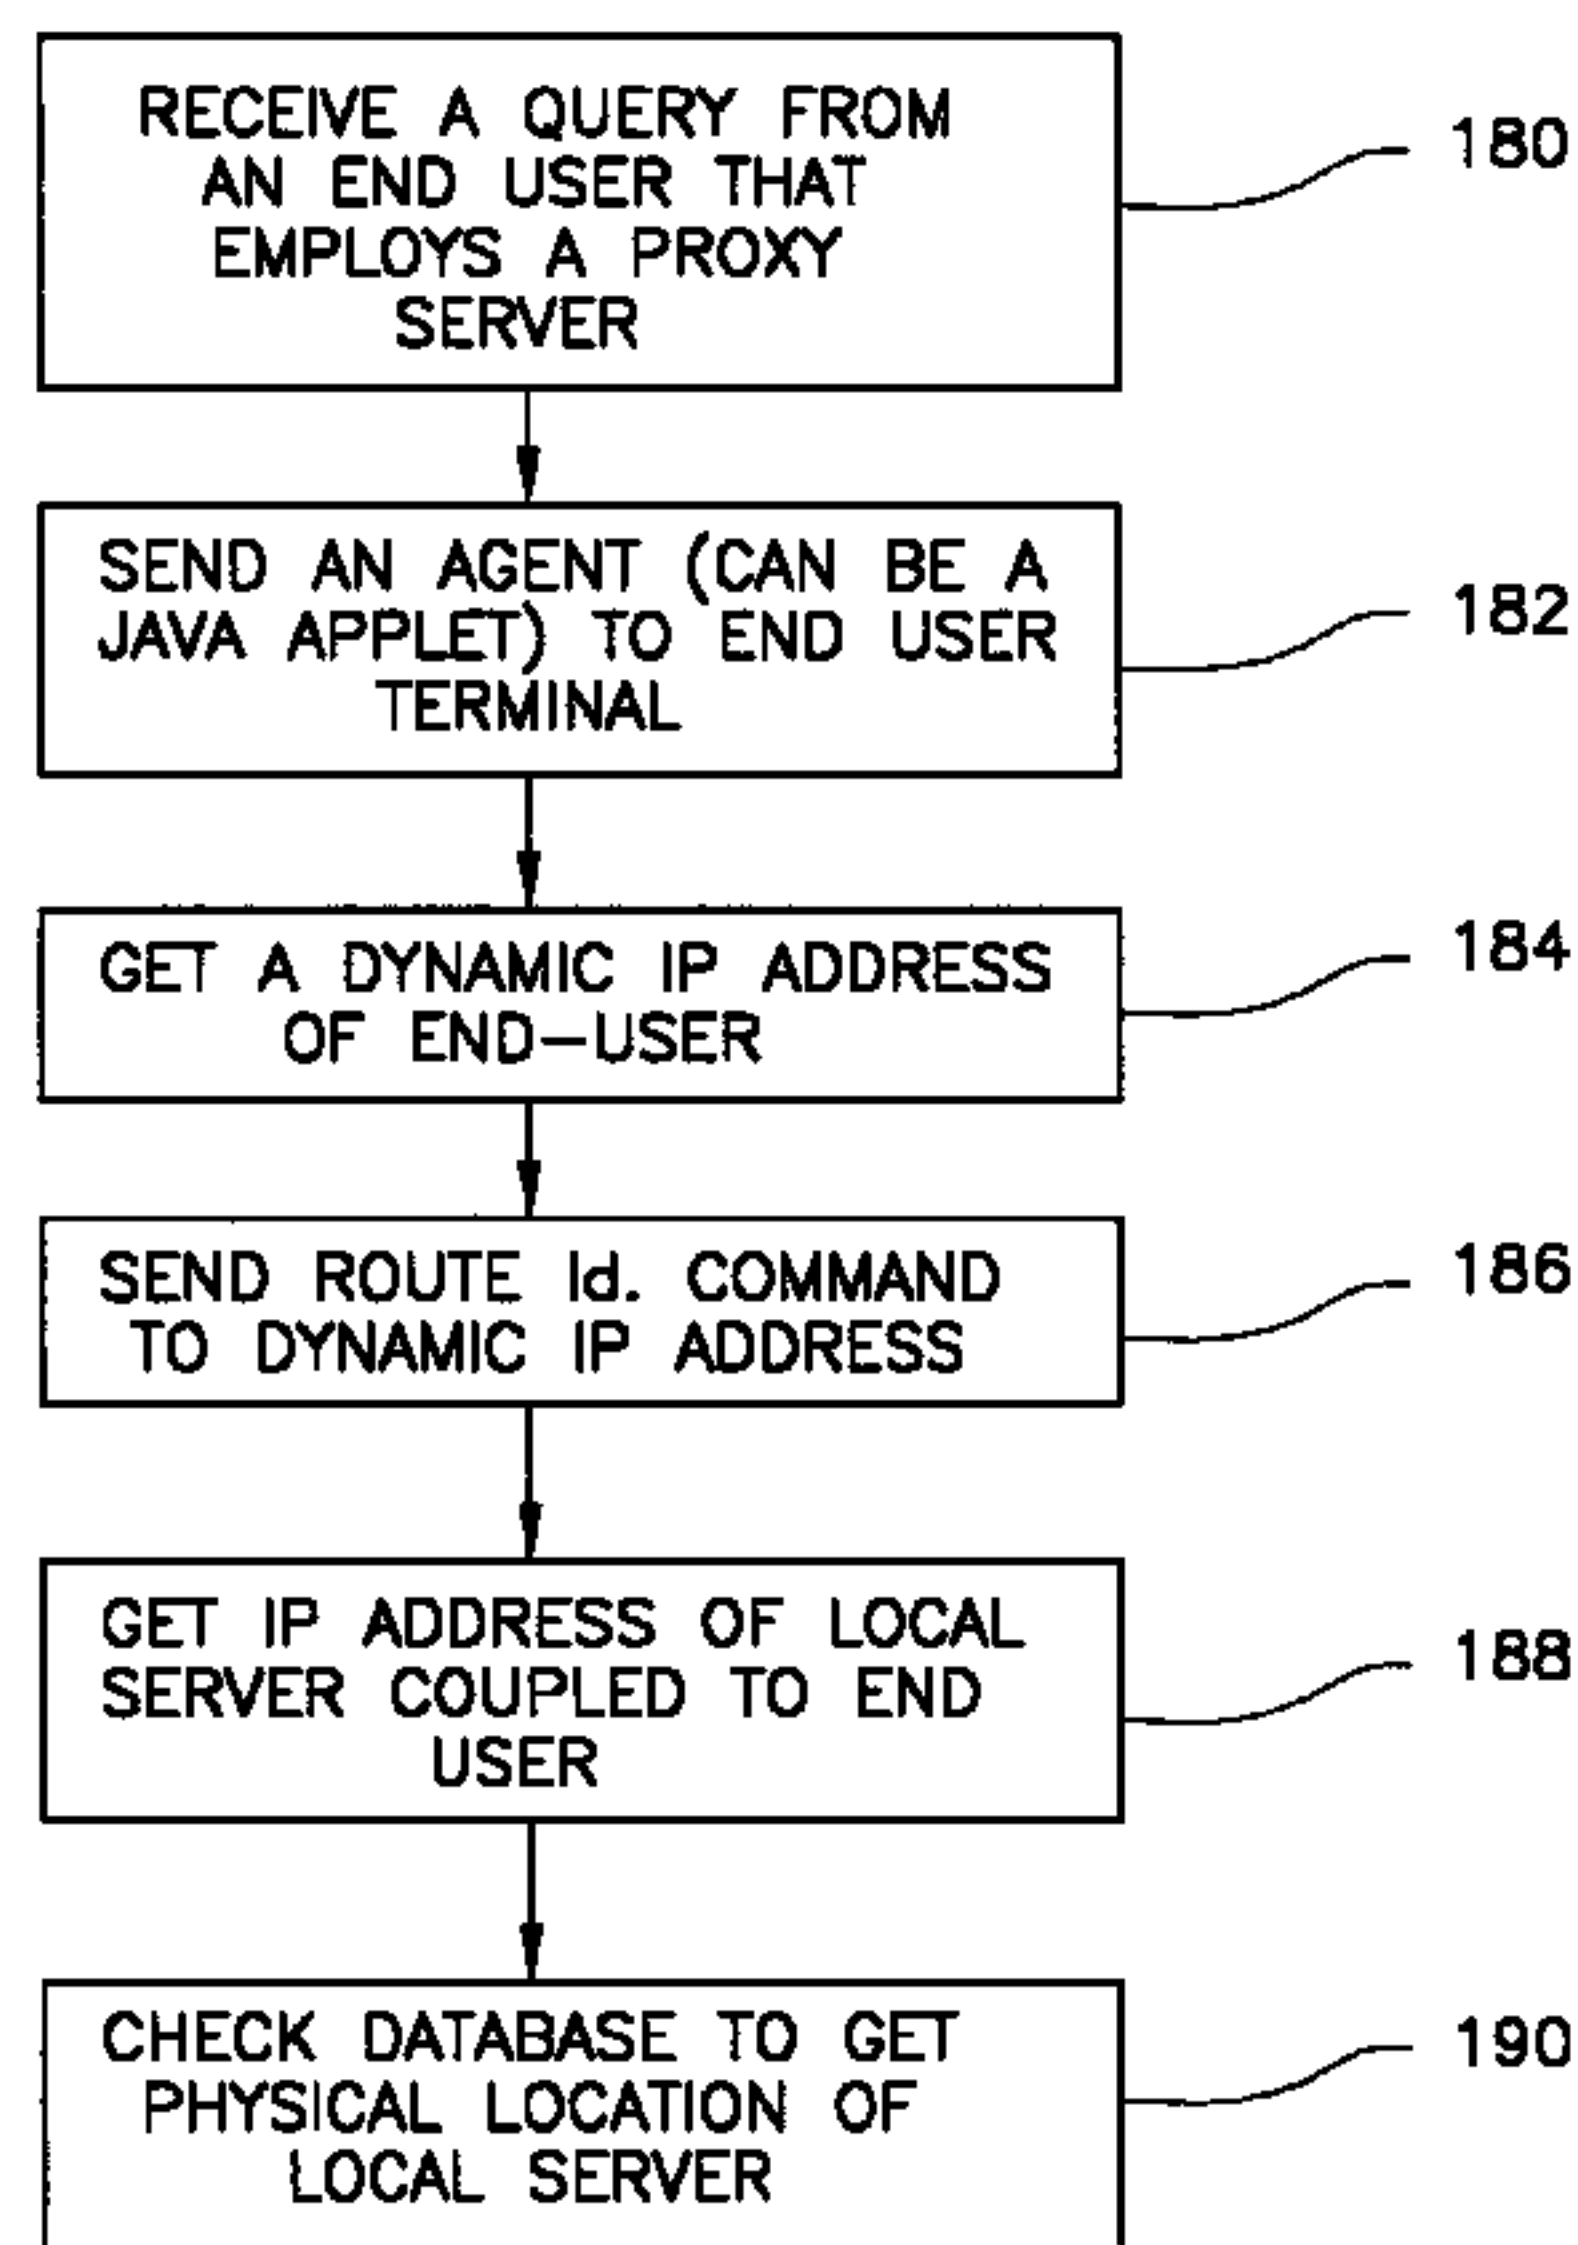 RECEIVE A QUERY FROM
AN END USER THAT
EMPLOYS A PROXY
SERVER
180
SEND AN AGENT (CAN BE A
JAVA APPLET) TO END USER
TERMINAL
182
GET A DYNAMIC IP ADDRESS
OF END-USER
184
SEND ROUTE Id. COMMAND
TO DYNAMIC IP ADDRESS
186
GET IP ADDRESS OF LOCAL
SERVER COUPLED TO END
USER
188
CHECK DATABASE TO GET
PHYSICAL LOCATION OF
LOCAL SERVER
190